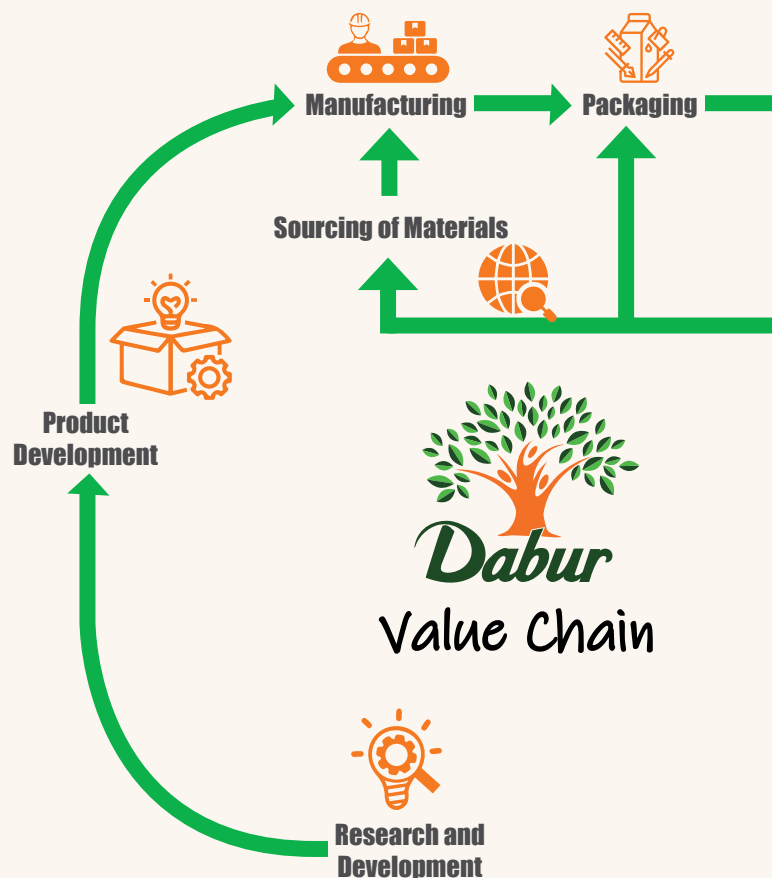 Manufacturing
Packaging
Sourcing of Materials
Product
Development
Dabur
Value Chain
Research and
Development